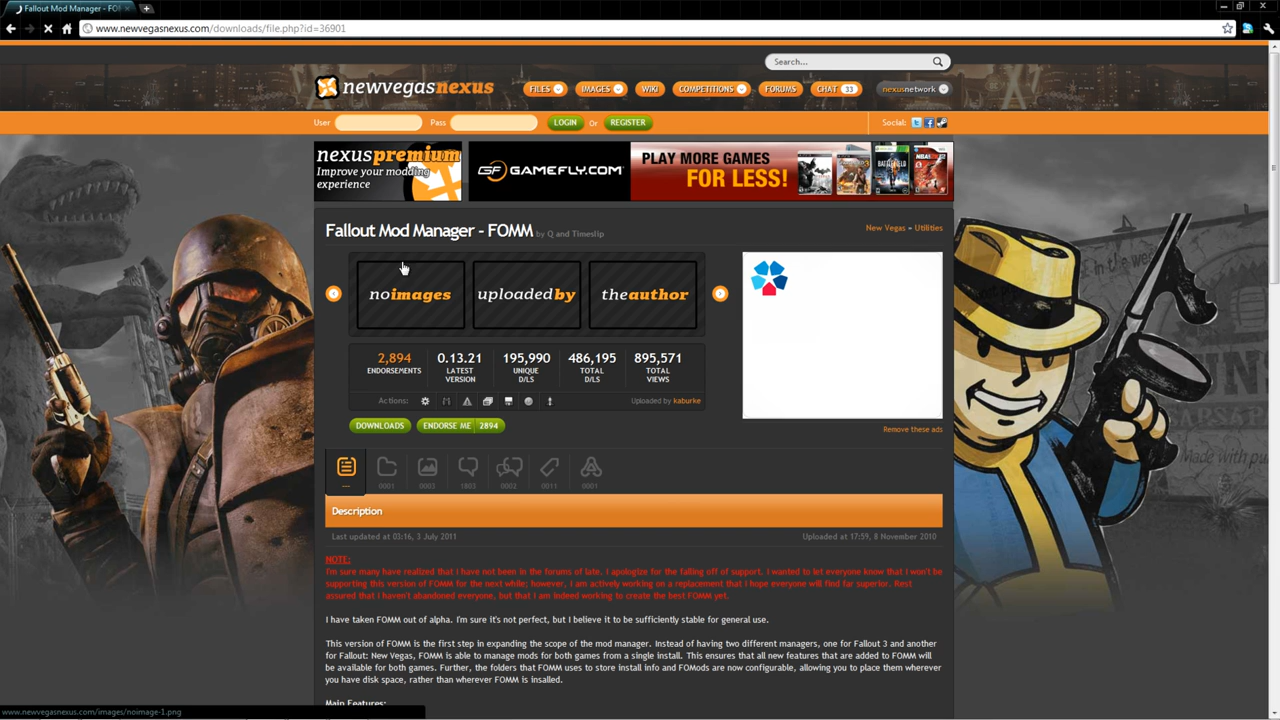 Fallout Mod Manager - FO
www.newvegasnexus.com/downloads/file.php?id=36901
Search...
newvegasnexus
FILES
IMAGES
WIKI
COMPETITIONS
FORUMS
CHAT 33
nexusnetwork
User
Pass
LOGIN
Or
REGISTER
Social:
nexuspremium
Improve your modding
experience
GF GAMEFLY.COM
PLAY MORE GAMES
FOR LESS!
Fallout Mod Manager - FOMM by Q and Timeslip
New Vegas » Utilities
noimages
uploadedby
theauthor
2,894 0.13.21 195,990 486,195 895,571
ENDORSEMENTS LATEST UNIQUE TOTAL TOTAL
VERSION D/LS D/LS VIEWS
Actions:
Uploaded by kaburke
DOWNLOADS
ENDORSE ME 2894
Remove these ads
--- 0001 0003 1803 0002 0011 0001
Description
Last updated at 03:16, 3 July 2011
Uploaded at 17:59, 8 November 2010
NOTE:
I'm sure many have realized that I have not been in the forums of late. I apologize for the falling off of support. I wanted to let everyone know that I won't be
supporting this version of FOMM for the next while; however, I am actively working on a replacement that I hope everyone will find far superior. Rest
assured that I haven't abandoned everyone, but that I am indeed working to create the best FOMM yet.
I have taken FOMM out of alpha. I'm sure it's not perfect, but I believe it to be sufficiently stable for general use.
This version of FOMM is the first step in expanding the scope of the mod manager. Instead of having two different managers, one for Fallout 3 and another
for Fallout: New Vegas, FOMM is able to manage mods for both games from a single install. This ensures that all new features that are added to FOMM will
be available for both games. Further, the folders that FOMM uses to store install info and FOMods are now configurable, allowing you to place them wherever
you have disk space, rather than wherever FOMM is insalled.
Main Features:
www.newvegasnexus.com/images/noimage-1.png